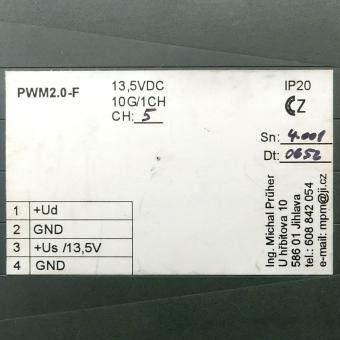 PWM2.0-F
13,5VDC
10G/1CH
CH: 5
IP20
CZ
Sn: 4.001
Dt: 0652
1 +Ud
2 GND
3 +Us /13,5V
4 GND
Ing. Michal Průher
U hřbitova 10
586 01 Jihlava
tel.: 608 842 054
e-mail: mpm@ji.cz